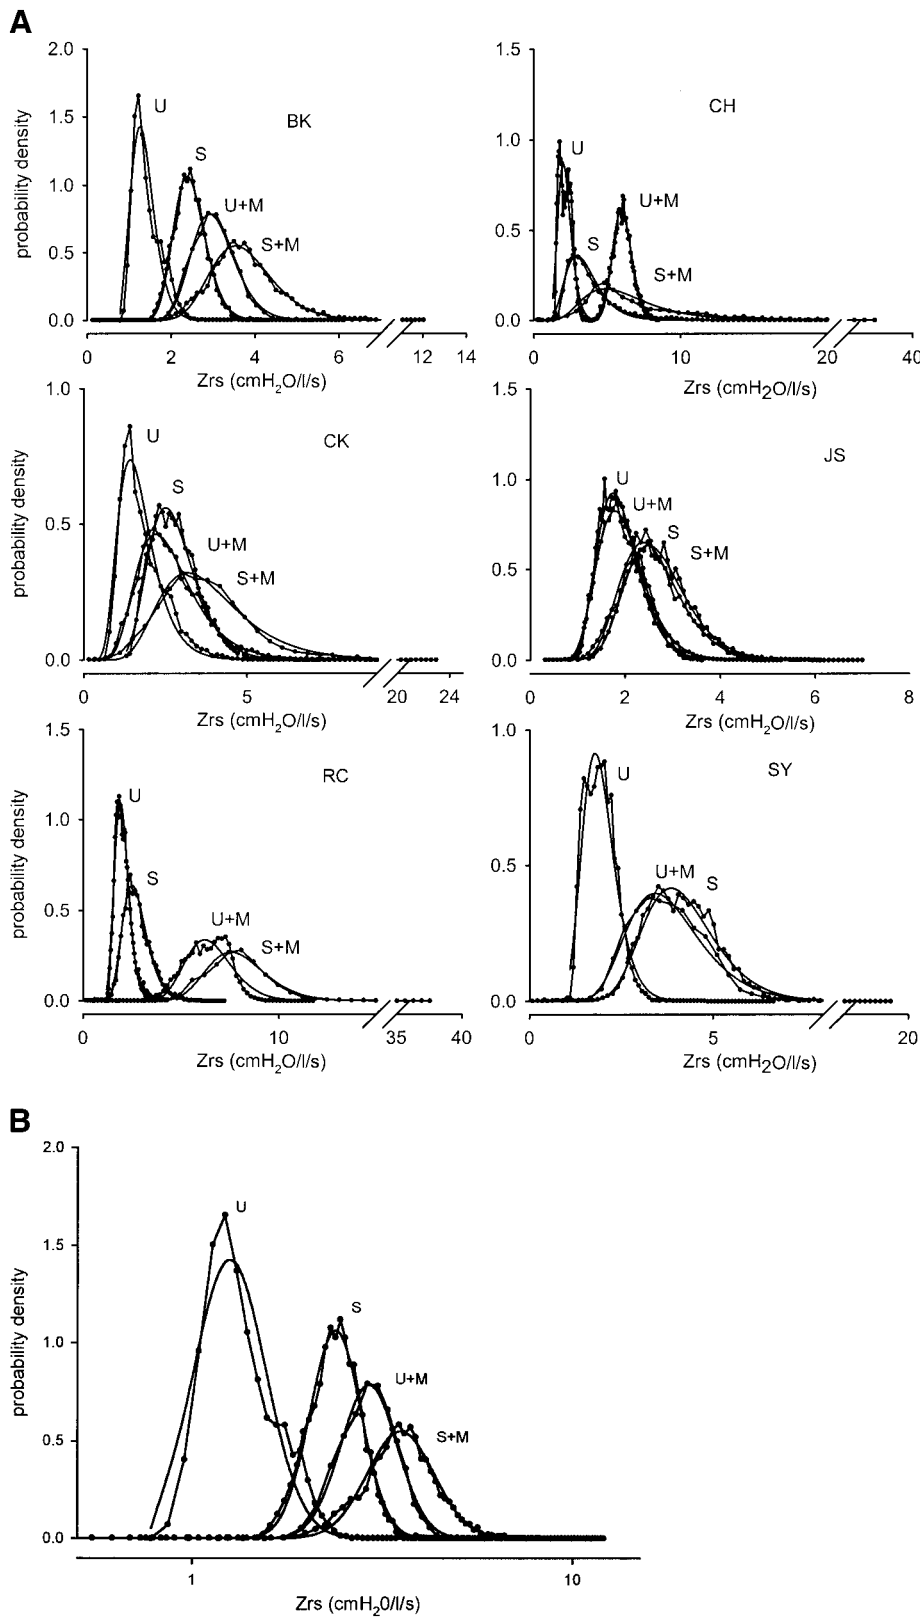 A
2.0
1.5
1.0
0.5
0.0
probability density
U
S
U+M
S+M
BK
0 2 4 6 12 14
Zrs (cmH2O/l/s)
1.5
1.0
0.5
0.0
U
S
U+M
S+M
CH
0 10 20 40
Zrs (cmH2O/l/s)
1.0
0.5
0.0
probability density
U
S
U+M
S+M
CK
0 5 20 24
Zrs (cmH2O/l/s)
1.5
1.0
0.5
0.0
U
U+M
S
S+M
JS
0 2 4 6 8
Zrs (cmH2O/l/s)
1.5
1.0
0.5
0.0
probability density
U
S
U+M
S+M
RC
0 10 35 40
Zrs (cmH2O/l/s)
1.0
0.5
0.0
U
U+M
S
SY
0 5 20
Zrs (cmH2O/l/s)
B
2.0
1.5
1.0
0.5
0.0
probability density
U
S
U+M
S+M
1 10
Zrs (cmH20/l/s)